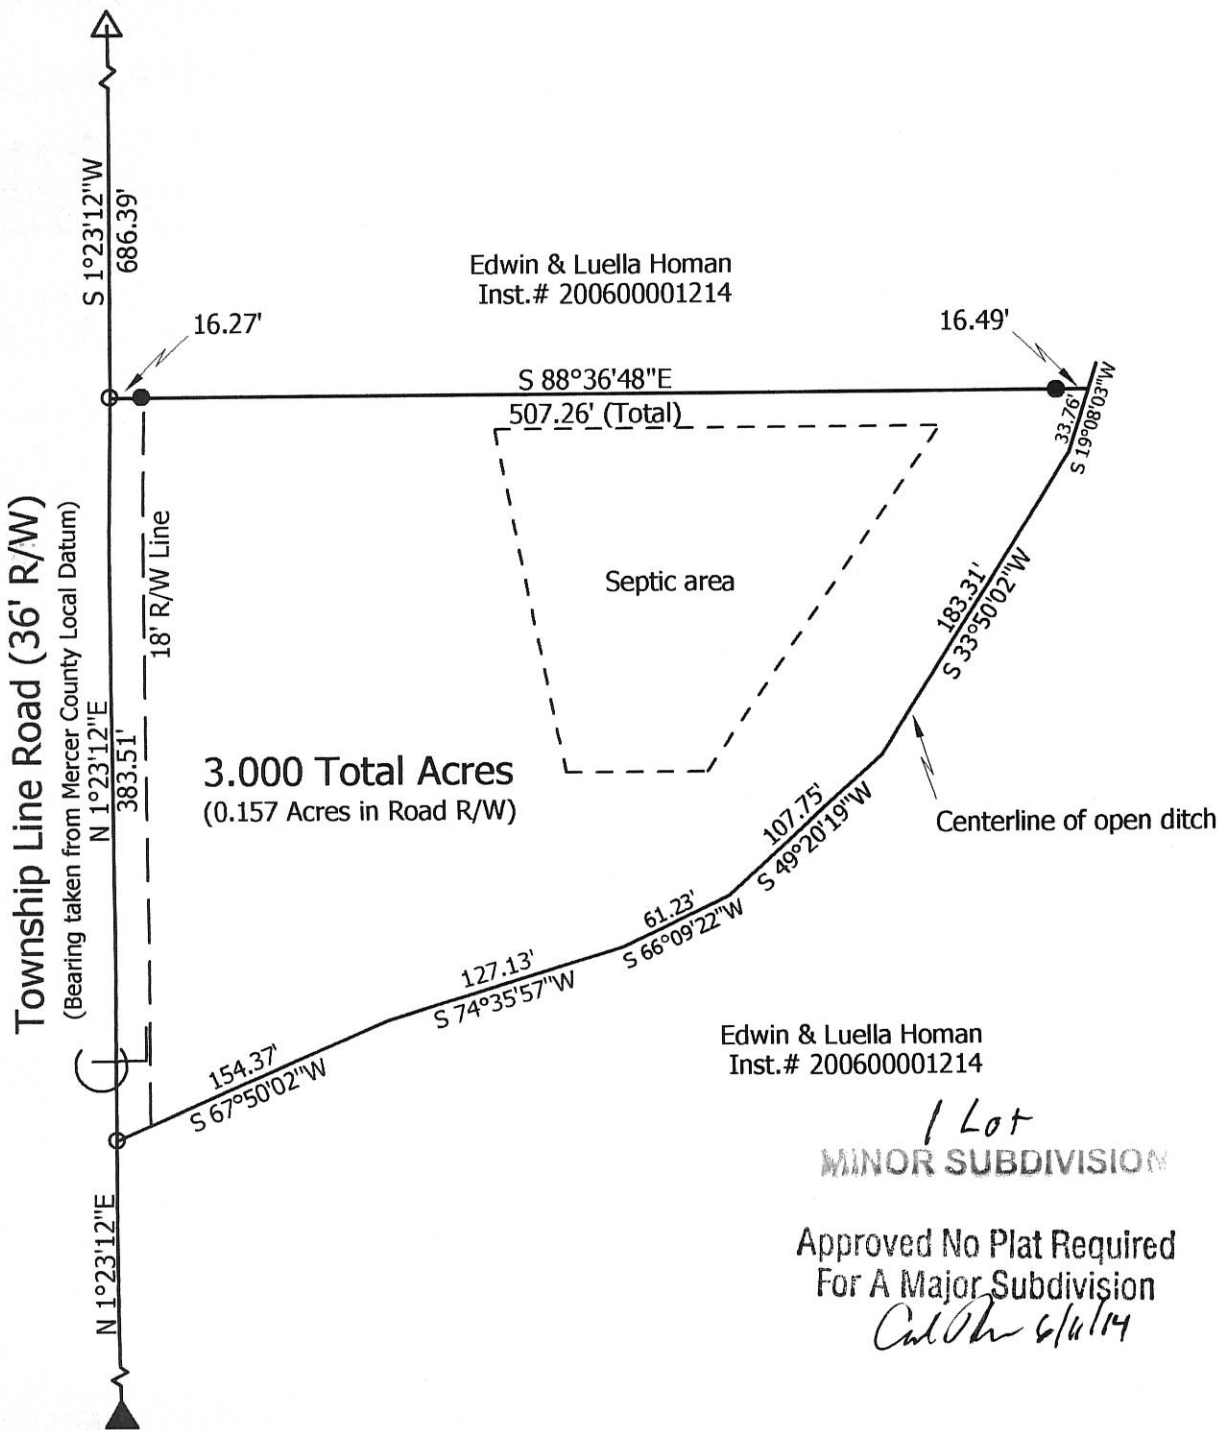 S 1°23'12"W
686.39'
Edwin & Luella Homan
Inst.# 200600001214
16.27'
16.49'
S 88°36'48"E
507.26' (Total)
33.76'
S 19°08'03"W
Township Line Road (36' R/W)
(Bearing taken from Mercer County Local Datum)
18' R/W Line
Septic area
183.31'
S 33°50'02"W
N 1°23'12"E
383.51'
3.000 Total Acres
(0.157 Acres in Road R/W)
107.75'
S 49°20'19"W
Centerline of open ditch
61.23'
S 66°09'22"W
127.13'
S 74°35'57"W
154.37'
S 67°50'02"W
Edwin & Luella Homan
Inst.# 200600001214
1 Lot
MINOR SUBDIVISION
N 1°23'12"E
Approved No Plat Required
For A Major Subdivision
6/11/14